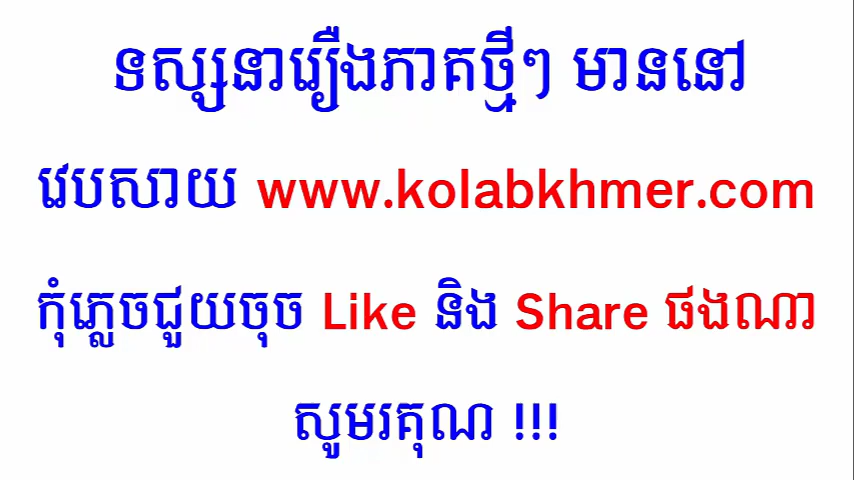 ទស្សនារឿងភាគថ្មីៗ មាននៅ
វេបសាយ www.kolabkhmer.com
កុំភ្លេចជួយចុច Like និង Share ផងណា
សូមរគុណ !!!